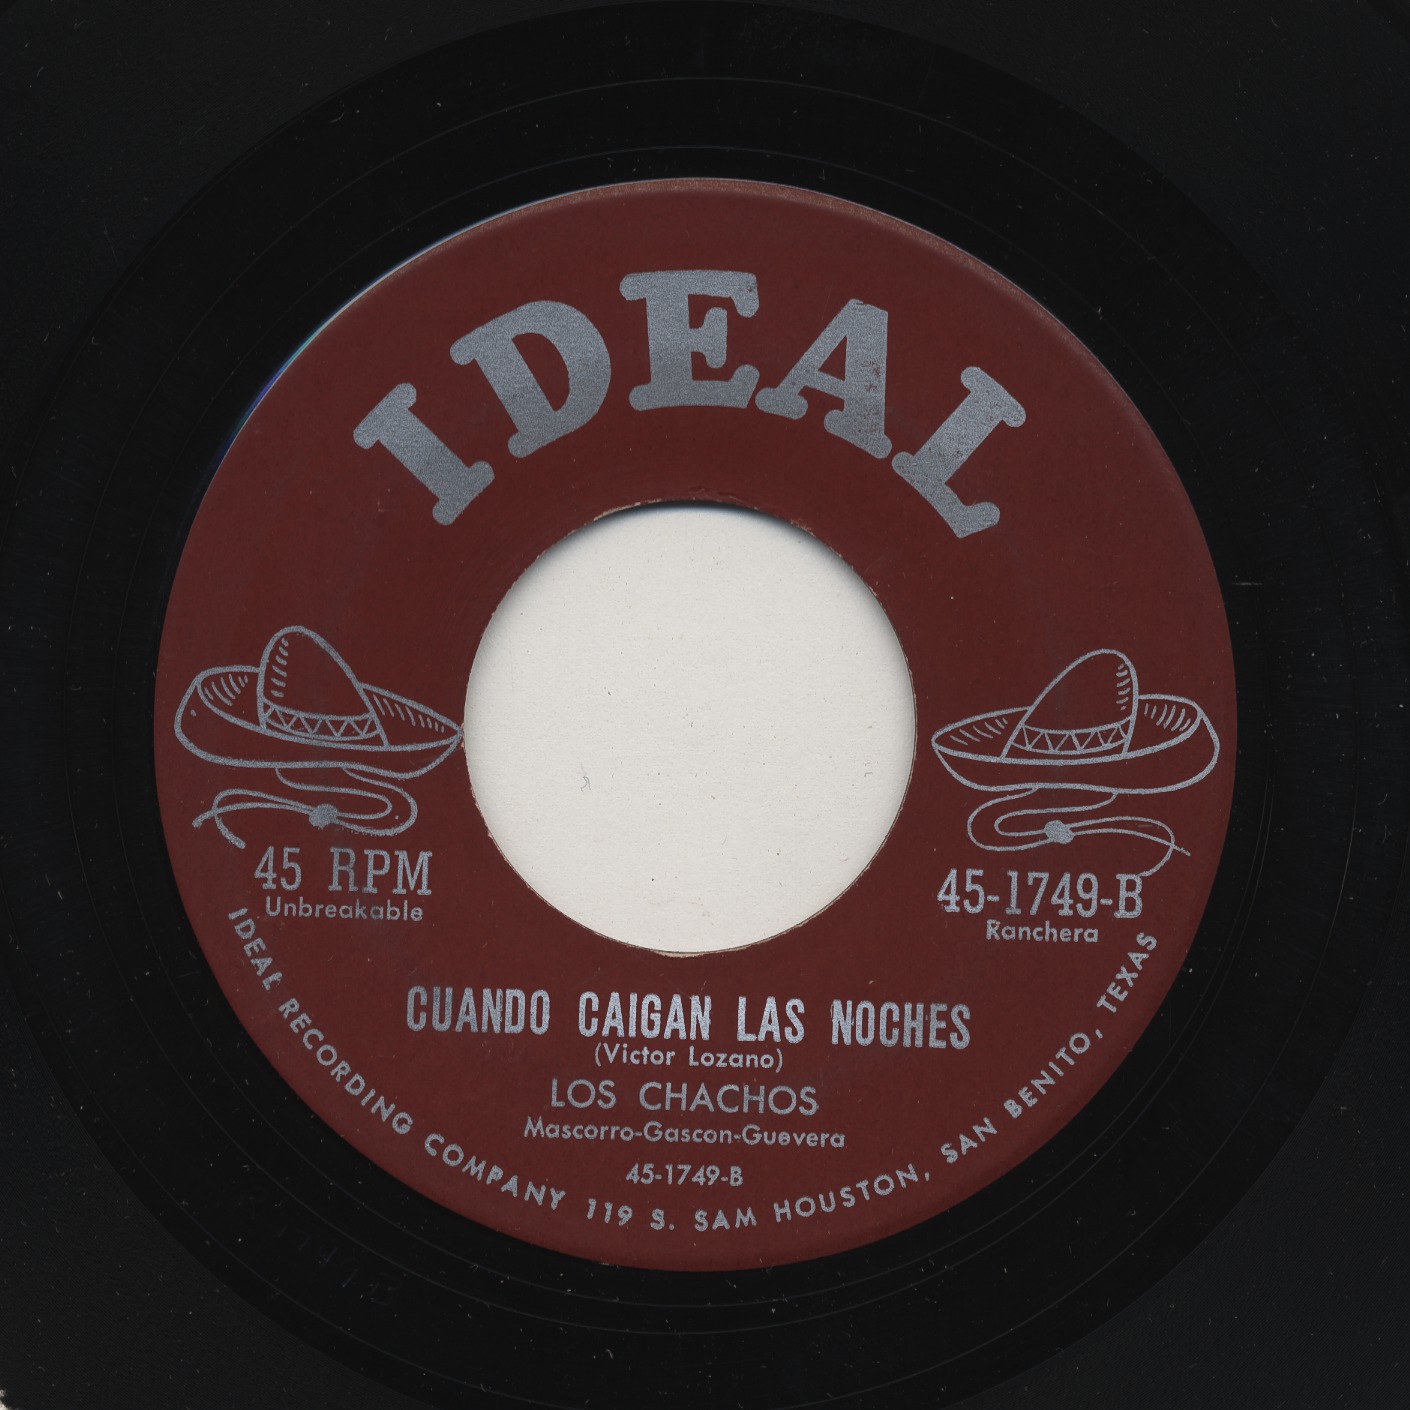 IDEAL
45 RPM
Unbreakable
45-1749-B
Ranchera
CUANDO CAIGAN LAS NOCHES
(Victor Lozano)
LOS CHACHOS
Mascorro-Gascon-Guevera
45-1749-B
IDEAL RECORDING COMPANY 119 S. SAM HOUSTON, SAN BENITO, TEXAS